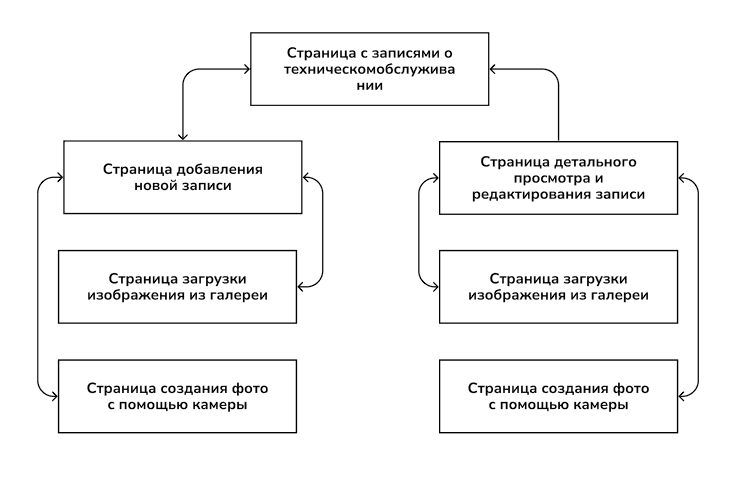 Страница с записями о
техническомобслужива
нии
Страница добавления
новой записи
Страница детального
просмотра и
редактирования записи
Страница загрузки
изображения из галереи
Страница загрузки
изображения из галереи
Страница создания фото
с помощью камеры
Страница создания фото
с помощью камеры